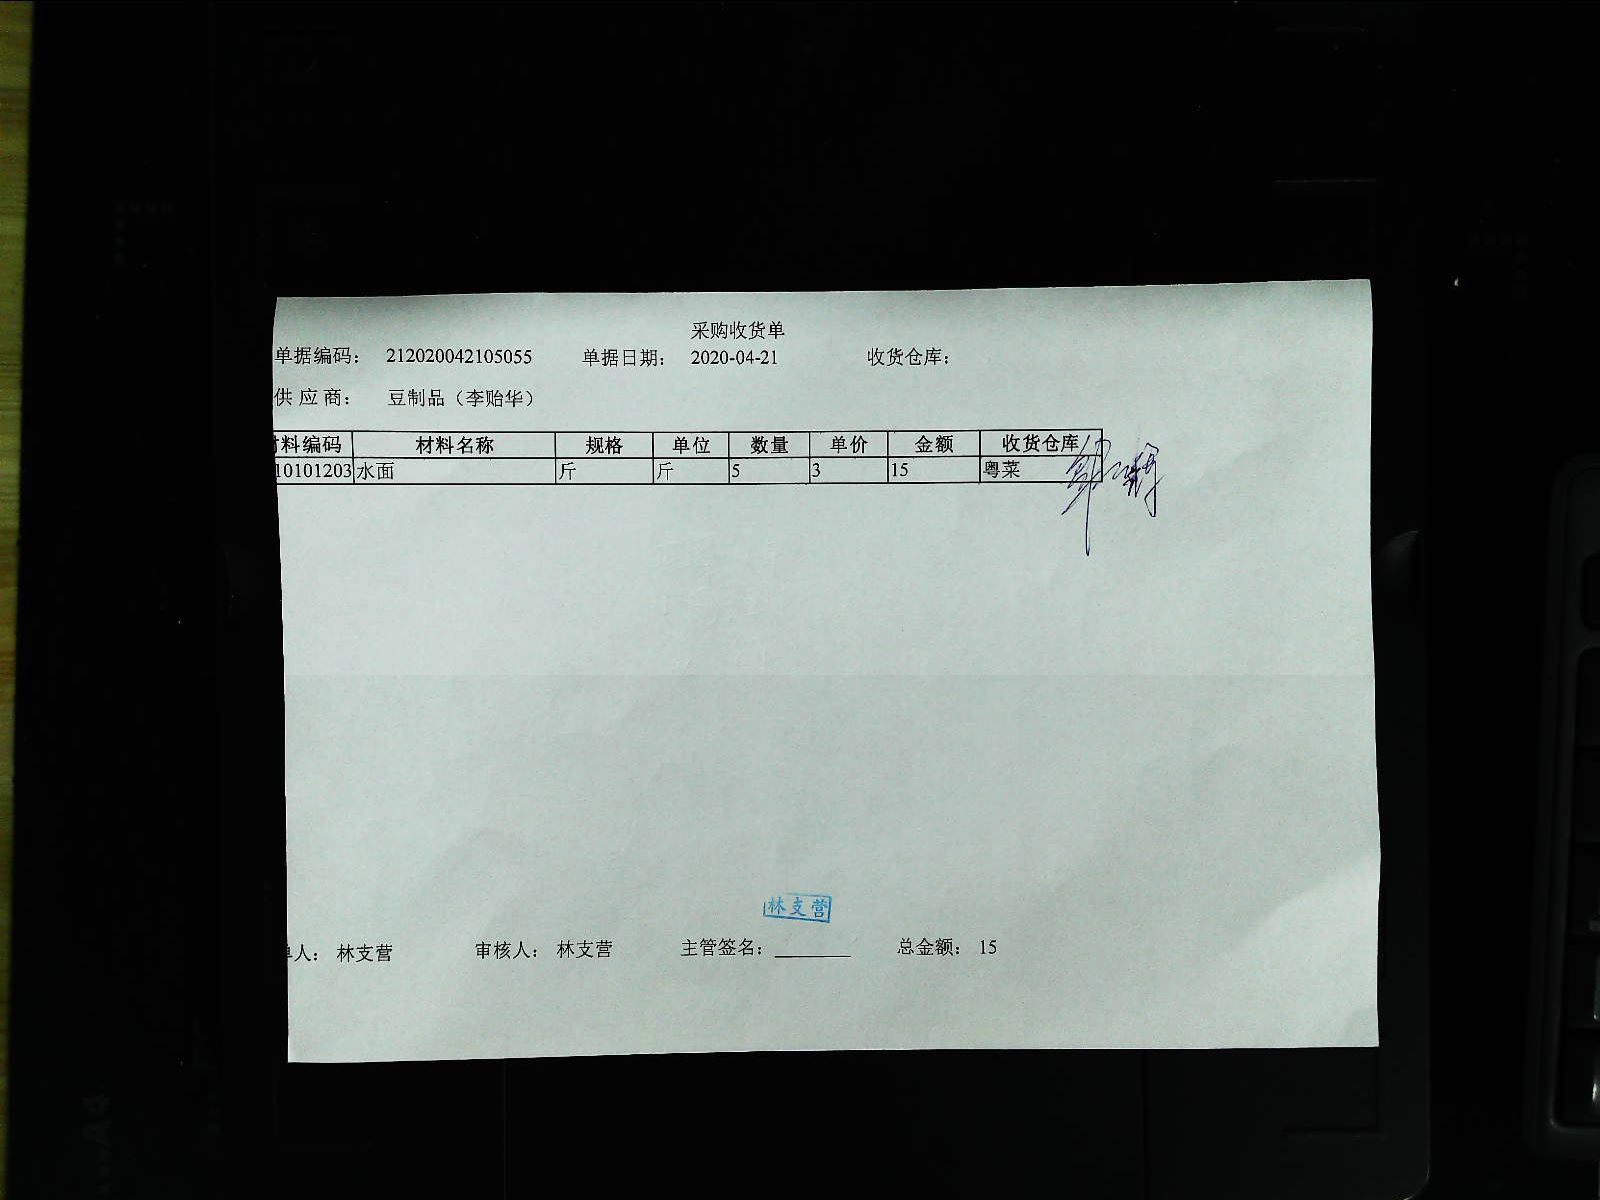 采购收货单
单据编码： 212020042105055 单据日期： 2020-04-21 收货仓库：
供 应 商： 豆制品（李贻华）
料编码 材料名称 规格 单位 数量 单价 金额 收货仓库
10101203 水面 斤 斤 5 3 15 粤菜
林支营
人： 林支营 审核人： 林支营 主管签名： 总金额： 15